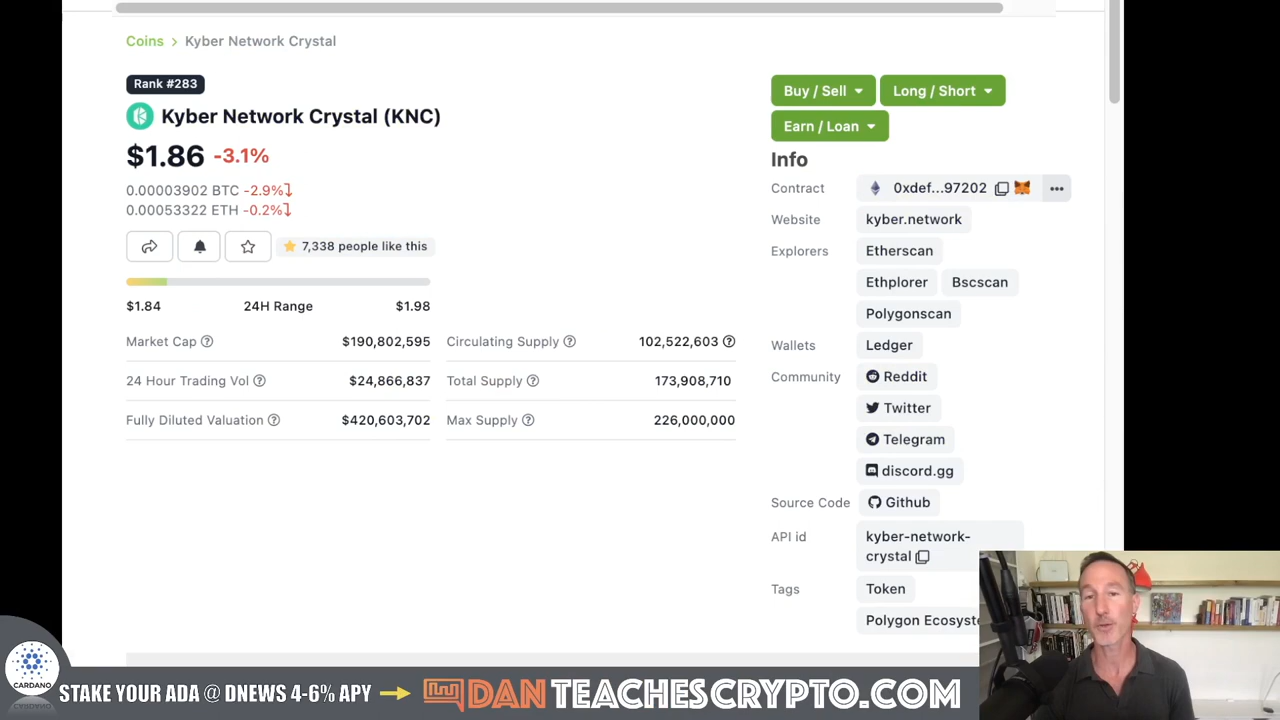 Coins > Kyber Network Crystal
Rank #283
Kyber Network Crystal (KNC)
$1.86 -3.1%
0.00003902 BTC -2.9%
0.00053322 ETH -0.2%
7,338 people like this
$1.84 24H Range $1.98
Market Cap $190,802,595
24 Hour Trading Vol $24,866,837
Fully Diluted Valuation $420,603,702
Circulating Supply 102,522,603
Total Supply 173,908,710
Max Supply 226,000,000
Buy / Sell Long / Short
Earn / Loan
Info
Contract 0xdef...97202
Website kyber.network
Explorers Etherscan
Ethplorer Bscscan
Polygonscan
Wallets Ledger
Community Reddit
Twitter
Telegram
discord.gg
Source Code Github
API id kyber-network-
crystal
Tags Token
Polygon Ecosyste
CARDANO
STAKE YOUR ADA @ DNEWS 4-6% APY
DANTEACHESCRYPTO.COM